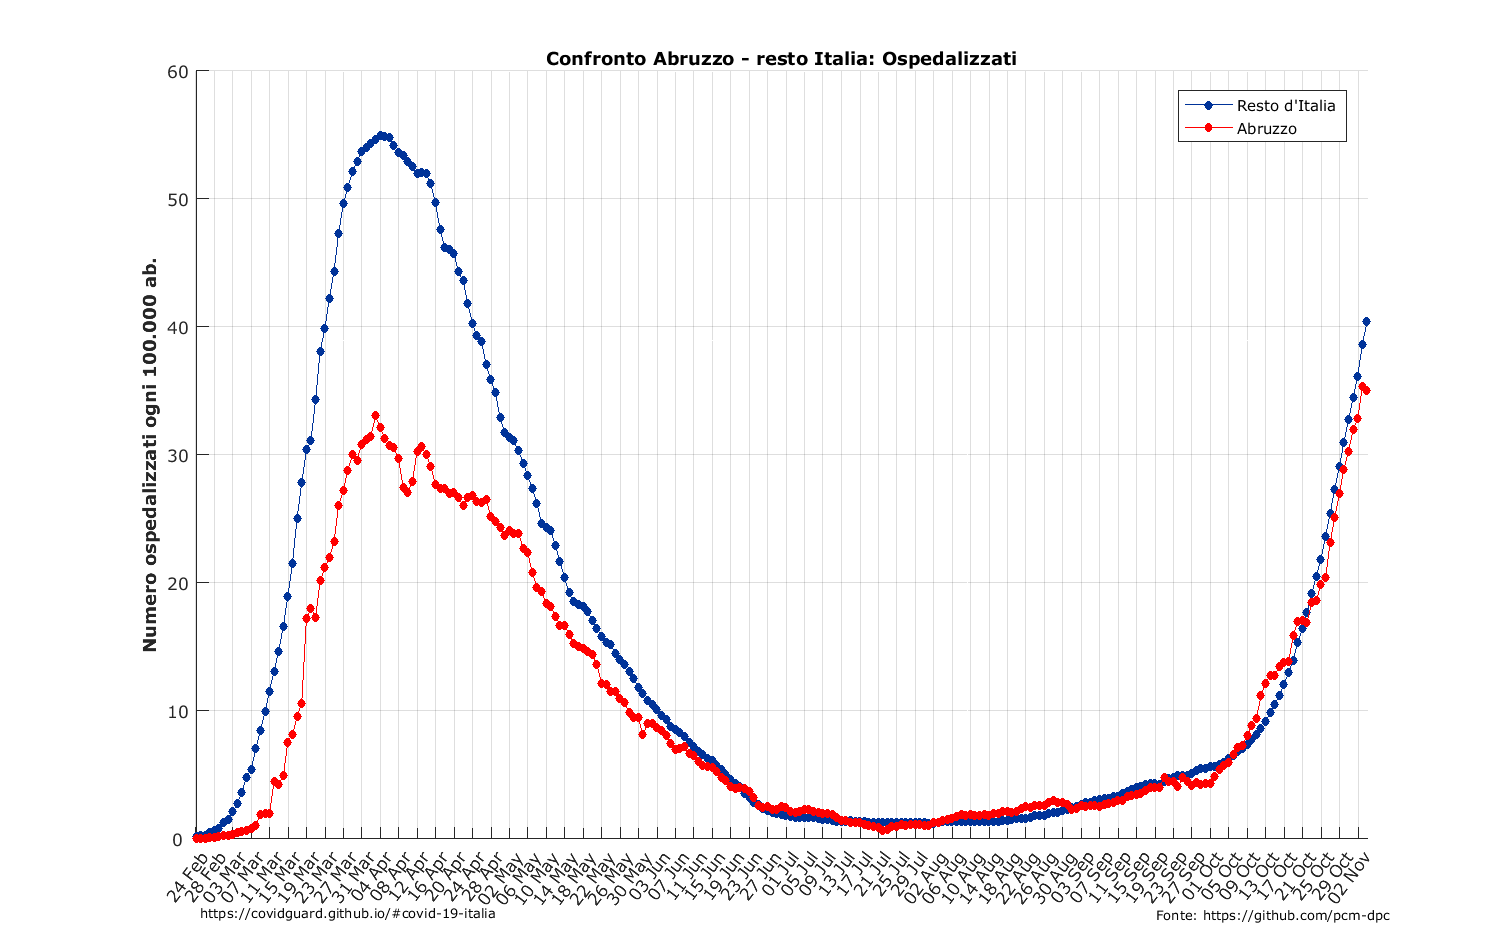 Confronto Abruzzo - resto Italia: Ospedalizzati
Resto d'Italia
Abruzzo
Numero ospedalizzati ogni 100.000 ab.
60
50
40
30
20
10
0
24 Feb
28 Feb
03 Mar
07 Mar
11 Mar
15 Mar
19 Mar
23 Mar
27 Mar
31 Mar
04 Apr
08 Apr
12 Apr
16 Apr
20 Apr
24 Apr
28 Apr
02 May
06 May
10 May
14 May
18 May
22 May
26 May
30 May
03 Jun
07 Jun
11 Jun
15 Jun
19 Jun
23 Jun
27 Jun
01 Jul
05 Jul
09 Jul
13 Jul
17 Jul
21 Jul
25 Jul
29 Jul
02 Aug
06 Aug
10 Aug
14 Aug
18 Aug
22 Aug
26 Aug
30 Aug
03 Sep
07 Sep
11 Sep
15 Sep
19 Sep
23 Sep
27 Sep
01 Oct
05 Oct
09 Oct
13 Oct
17 Oct
21 Oct
25 Oct
29 Oct
02 Nov
https://covidguard.github.io/#covid-19-italia
Fonte: https://github.com/pcm-dpc